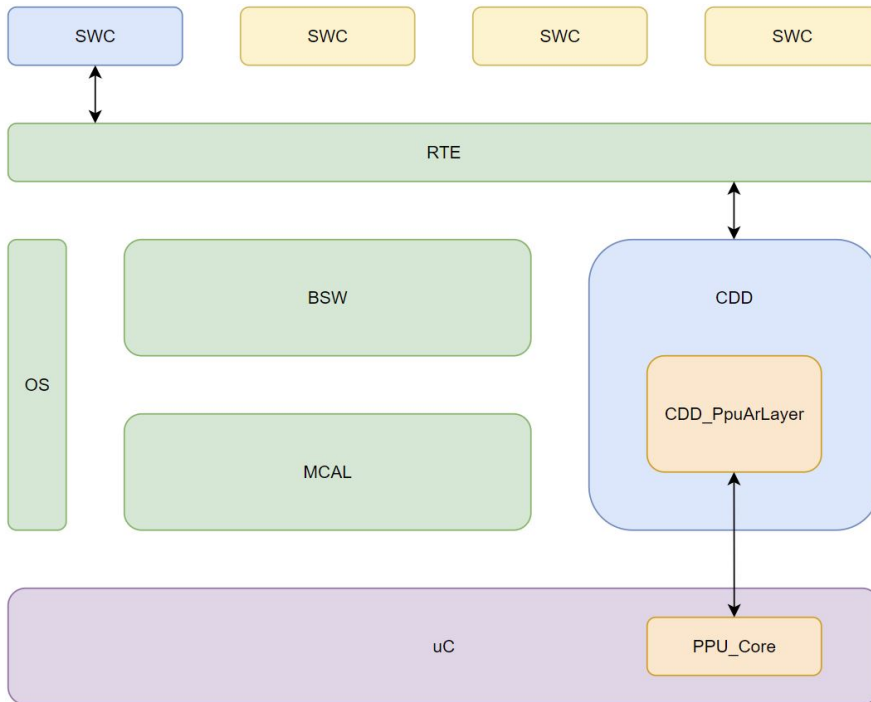 SWC
SWC
SWC
SWC
RTE
BSW
CDD
OS
CDD_PpuArLayer
MCAL
uC
PPU_Core